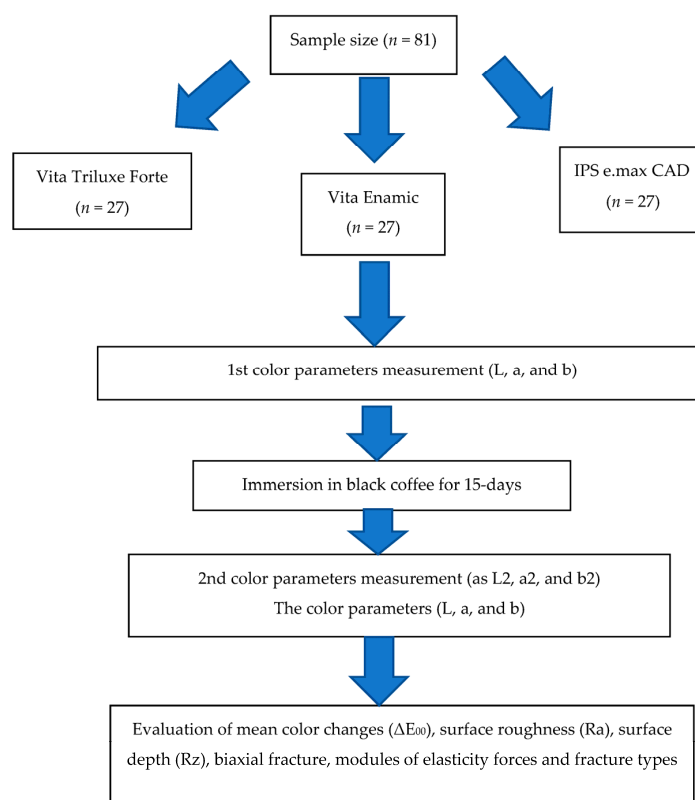 Sample size (n = 81)
Vita Triluxe Forte
(n = 27)
Vita Enamic
(n = 27)
IPS e.max CAD
(n = 27)
1st color parameters measurement (L, a, and b)
Immersion in black coffee for 15-days
2nd color parameters measurement (as L2, a2, and b2)
The color parameters (L, a, and b)
Evaluation of mean color changes (ΔE₀₀), surface roughness (Ra), surface
depth (Rz), biaxial fracture, modules of elasticity forces and fracture types